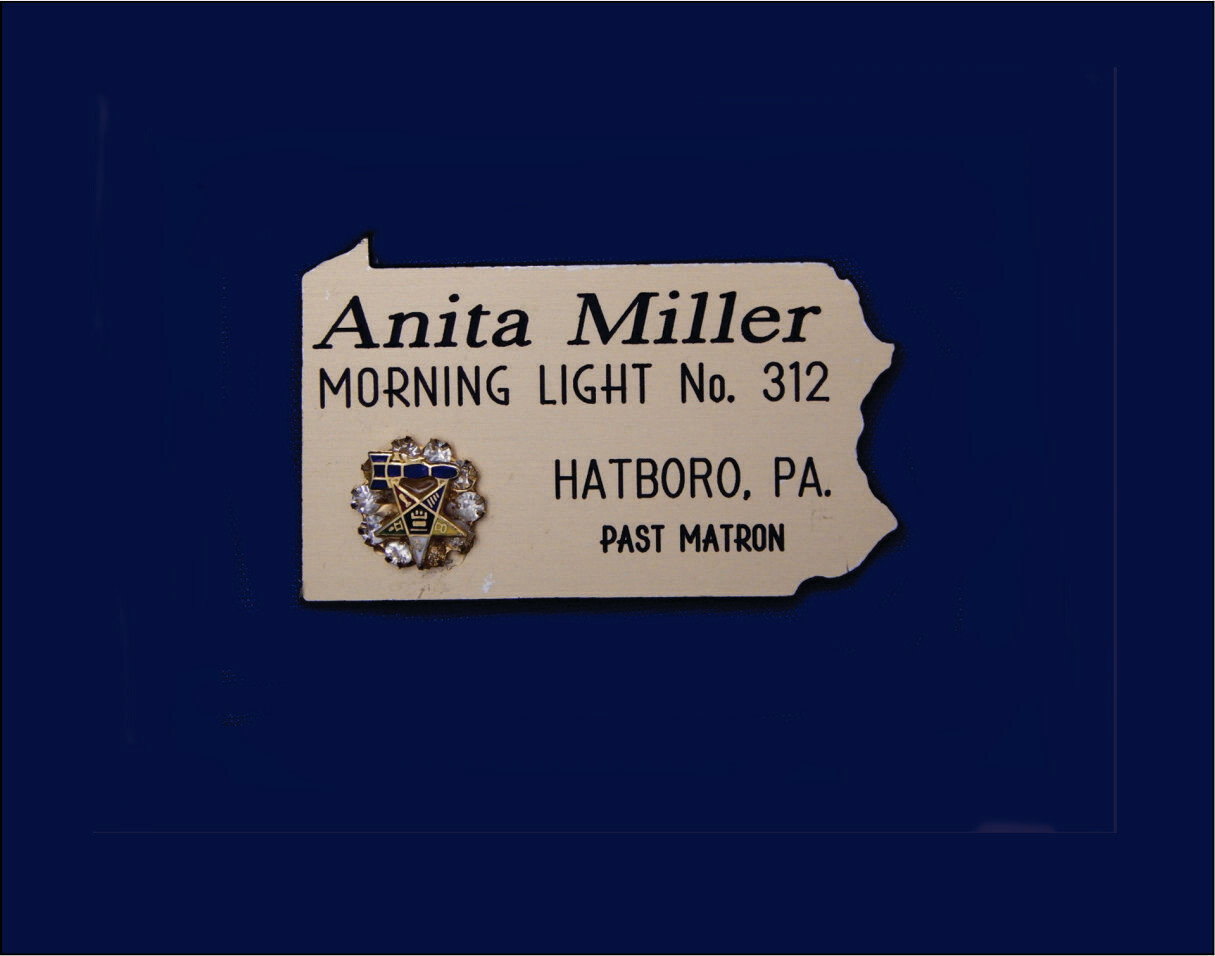 Anita Miller
MORNING LIGHT No. 312
HATBORO, PA.
PAST MATRON